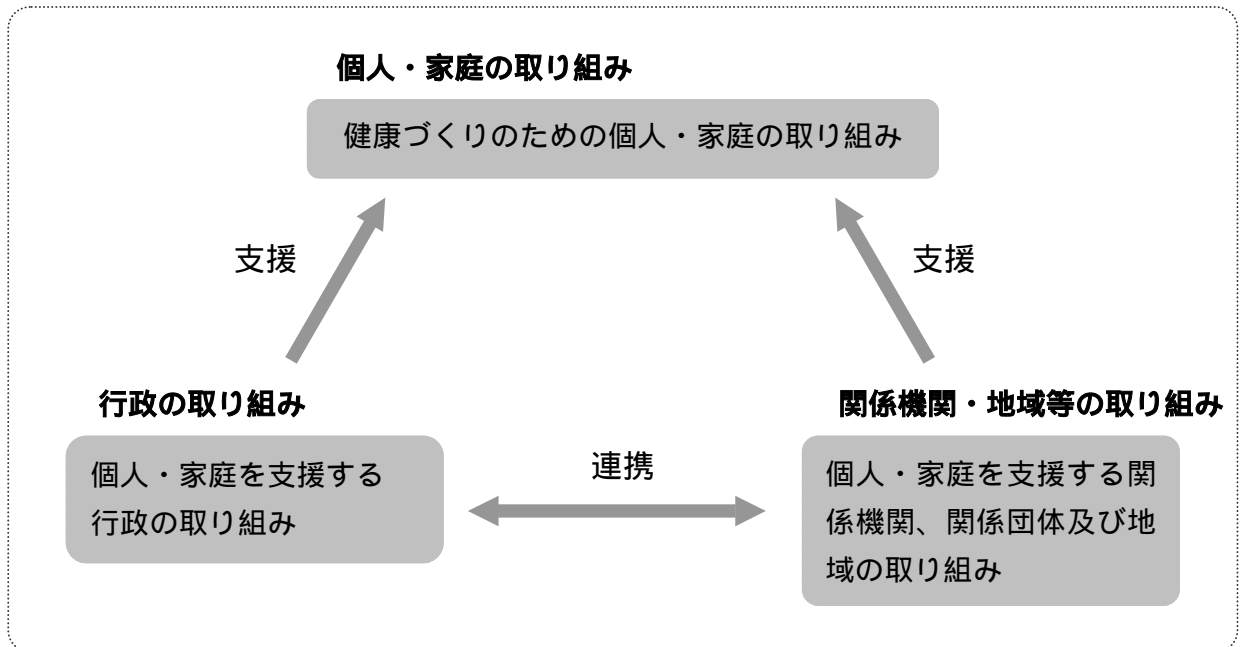 個人・家庭の取り組み
健康づくりのための個人・家庭の取り組み
支援
支援
行政の取り組み
個人・家庭を支援する
行政の取り組み
連携
関係機関・地域等の取り組み
個人・家庭を支援する関
係機関、関係団体及び地
域の取り組み